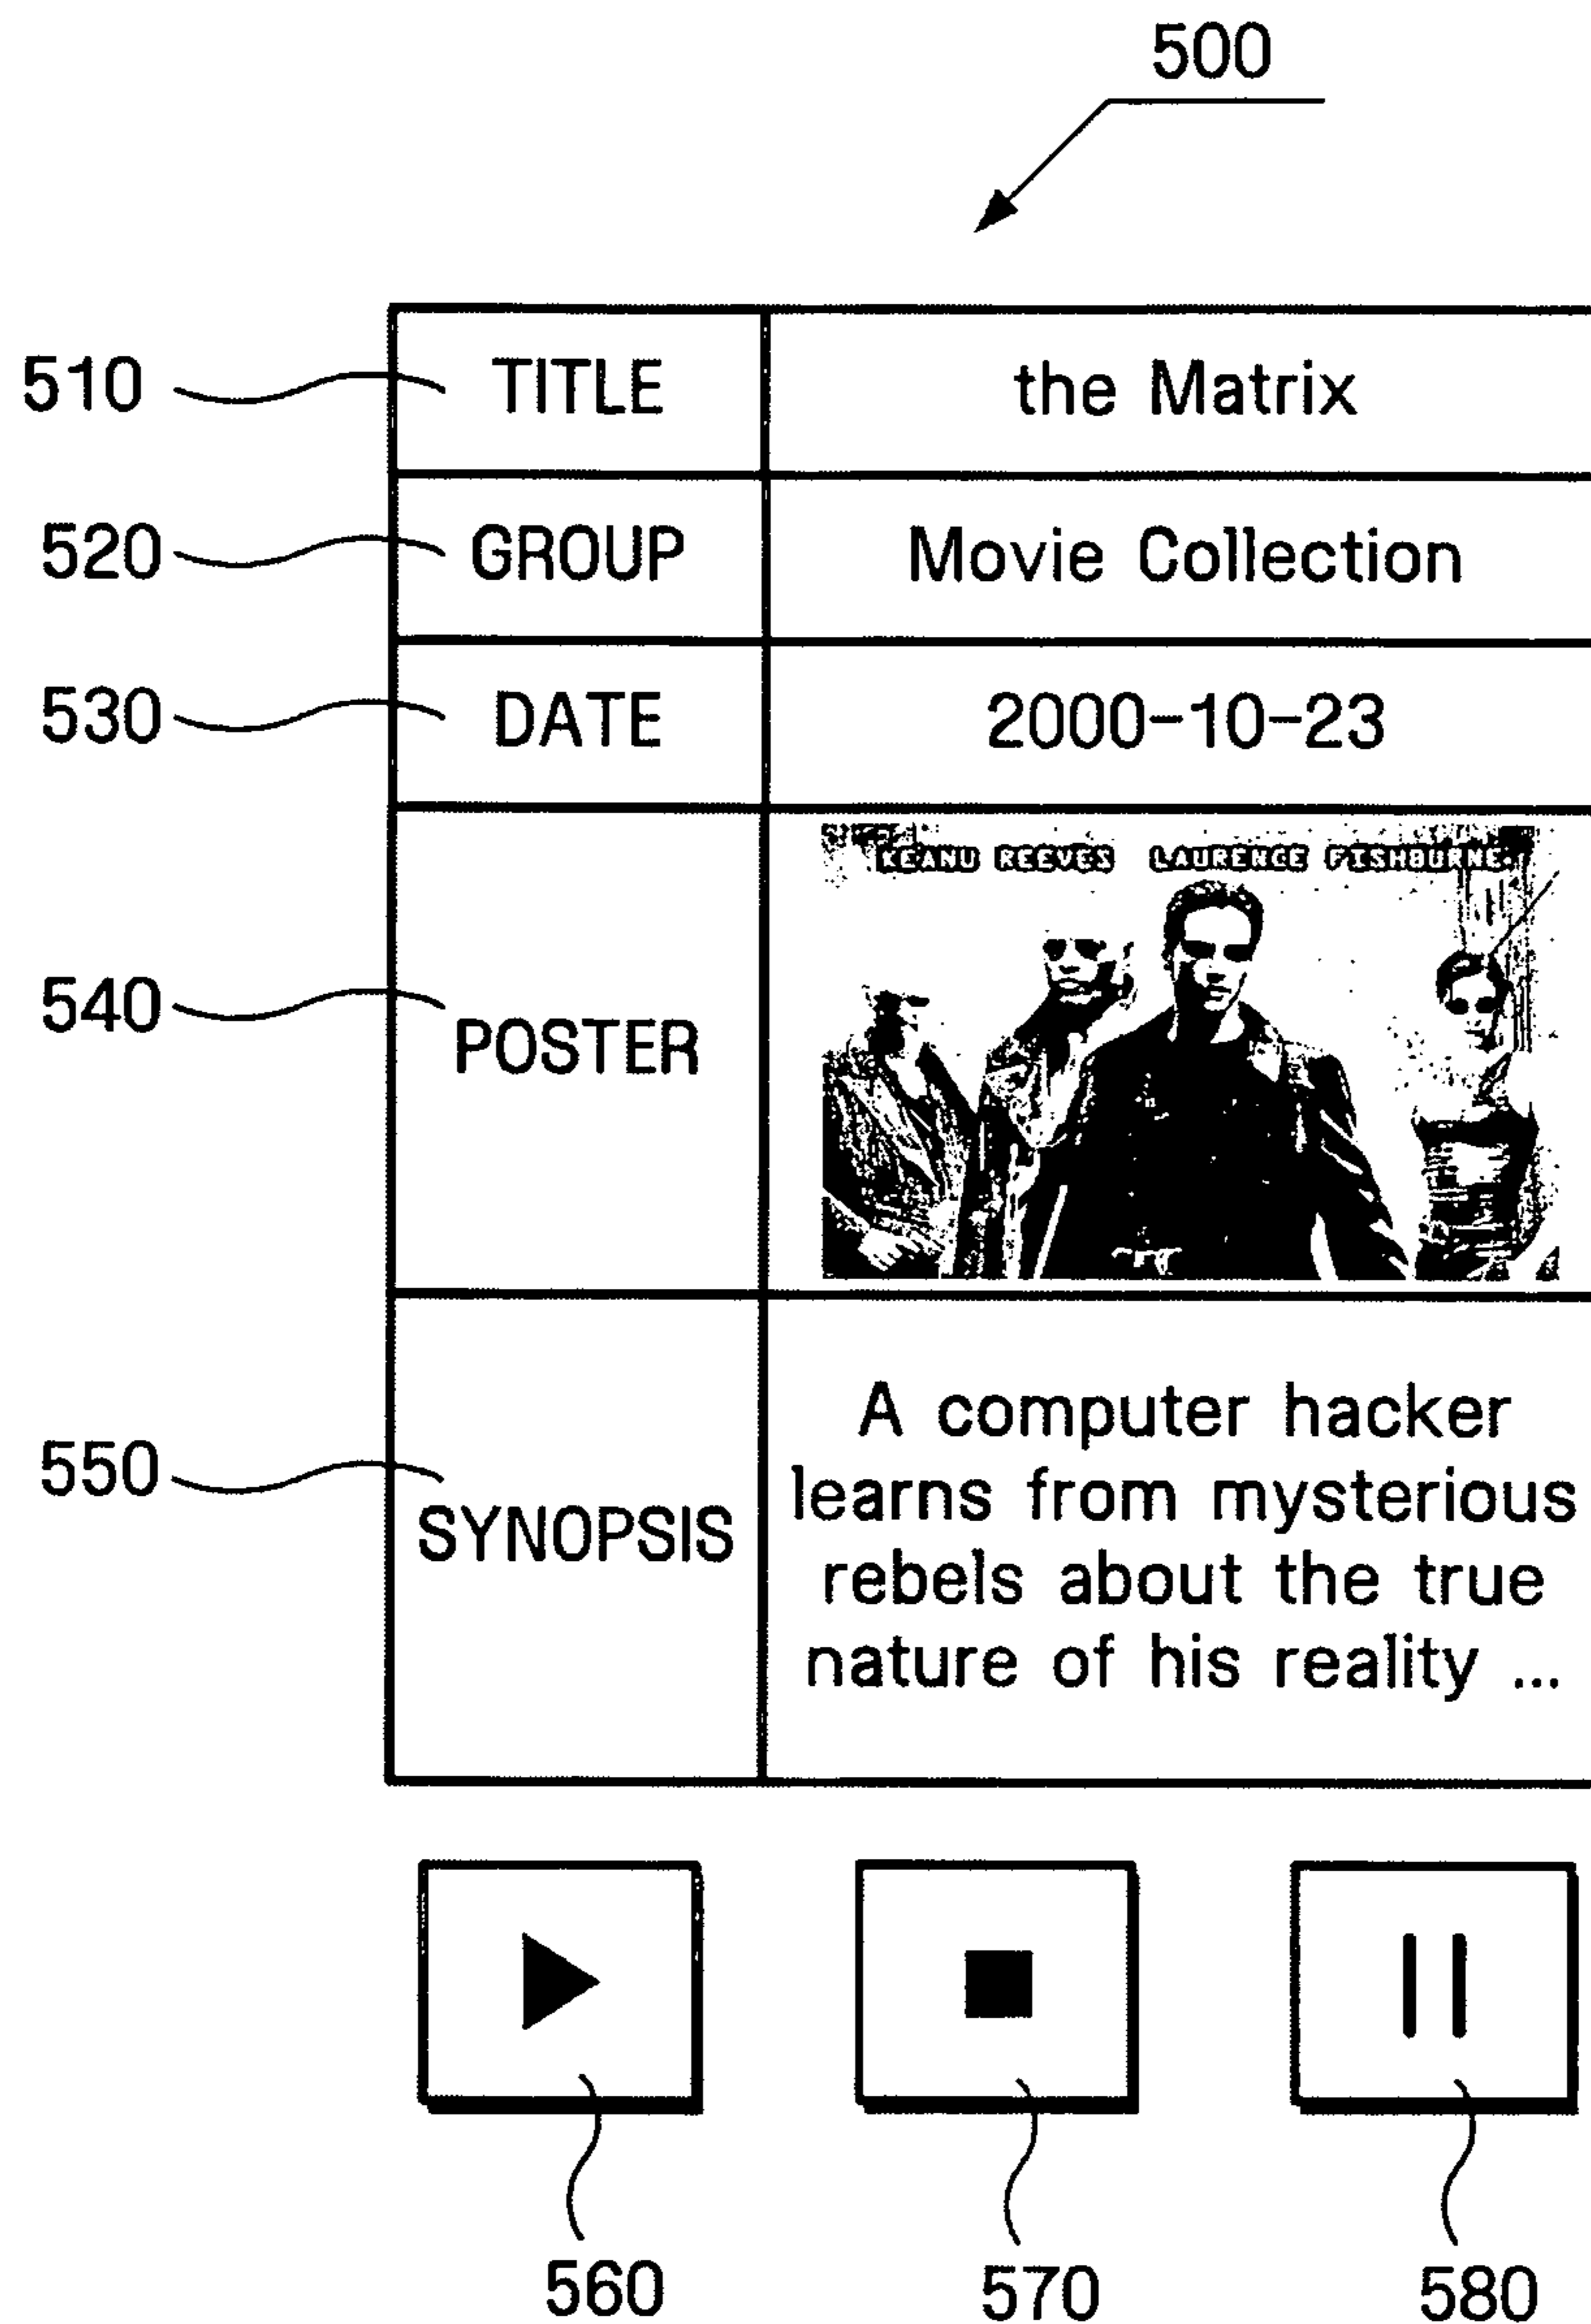 500
510 TITLE the Matrix
520 GROUP Movie Collection
530 DATE 2000-10-23
KEANU REEVES LAURENCE FISHBURNE
540 POSTER
550 SYNOPSIS
A computer hacker
learns from mysterious
rebels about the true
nature of his reality ...
560 570 580